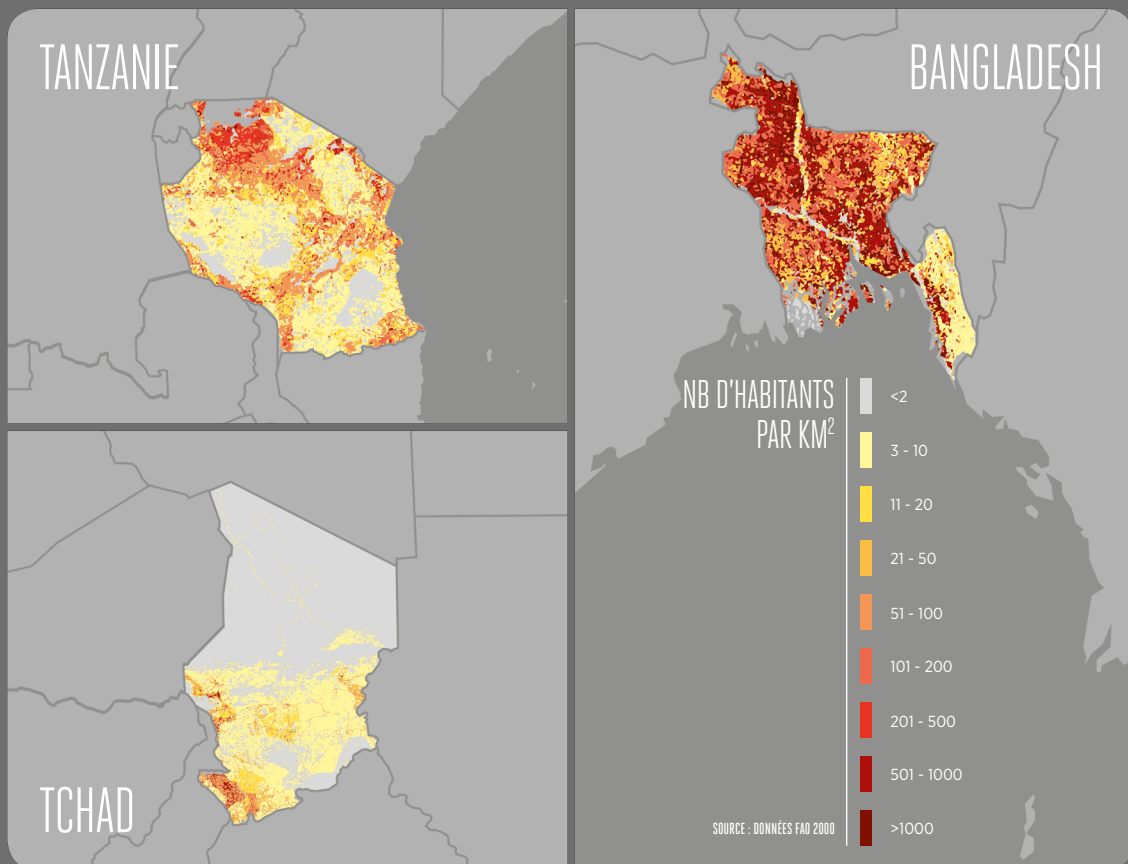 TANZANIE
BANGLADESH
NB D'HABITANTS
PAR KM²
<2
3 - 10
11 - 20
21 - 50
51 - 100
101 - 200
201 - 500
501 - 1000
>1000
SOURCE : DONNÉES FAO 2000
TCHAD